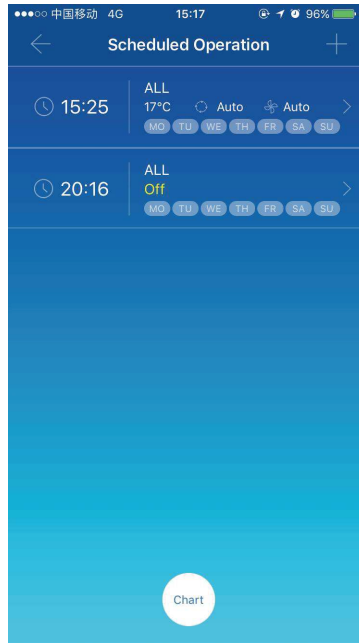 中国移动 4G 15:17 96%
Scheduled Operation
15:25
ALL
17°C Auto Auto
MO TU WE TH FR SA SU
20:16
ALL
Off
MO TU WE TH FR SA SU
Chart